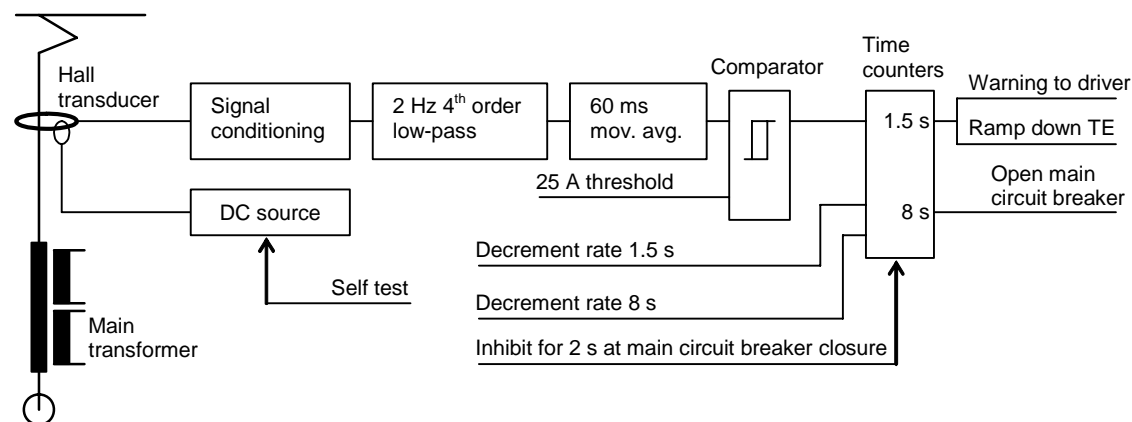 Hall
transducer
Signal
conditioning
2 Hz 4th order
low-pass
60 ms
mov. avg.
Comparator
Time
counters
1.5 s
8 s
Warning to driver
Ramp down TE
Open main
circuit breaker
25 A threshold
DC source
Self test
Decrement rate 1.5 s
Decrement rate 8 s
Inhibit for 2 s at main circuit breaker closure
Main
transformer